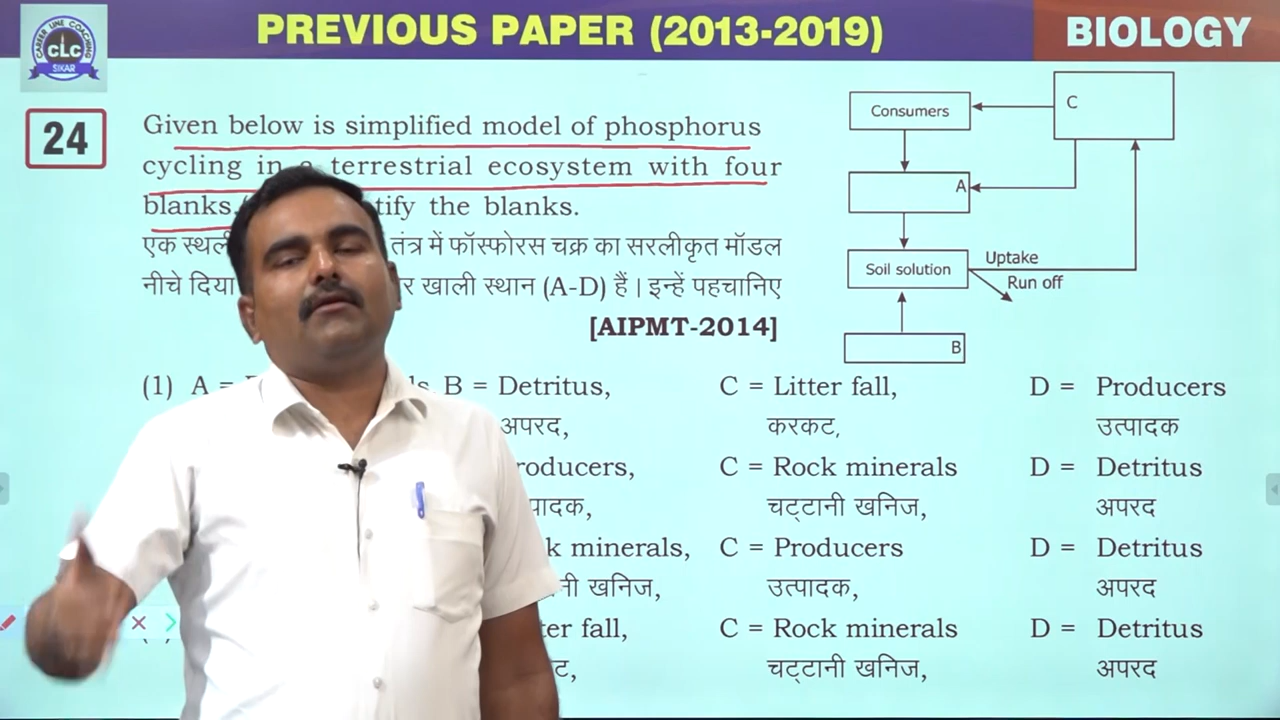 PREVIOUS PAPER (2013-2019)
BIOLOGY
CAREER LINE COACHING
CLC
SIKAR
24
Given below is simplified model of phosphorus
cycling in a terrestrial ecosystem with four
blanks. the blanks.
एक स्थली तंत्र में फॉस्फोरस चक्र का सरलीकृत मॉडल
नीचे दिया खाली स्थान (A-D) हैं। इन्हें पहचानिए
[AIPMT-2014]
Consumers
C
A
Soil solution
Uptake
Run off
B
(1) A = B = Detritus, C = Litter fall, D = Producers
अपरद, करकट, उत्पादक
roducers, C = Rock minerals D = Detritus
पादक, चट्टानी खनिज, अपरद
k minerals, C = Producers D = Detritus
नी खनिज, उत्पादक, अपरद
ter fall, C = Rock minerals D = Detritus
ट, चट्टानी खनिज, अपरद